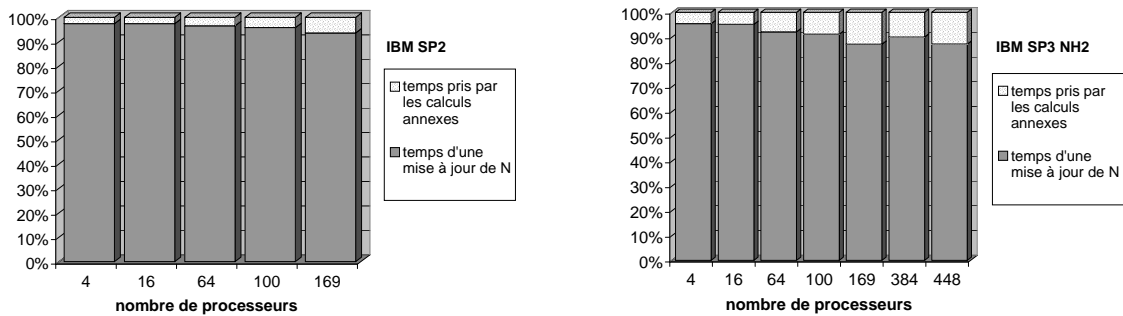 100%
90%
80%
70%
60%
50%
40%
30%
20%
10%
0%
4 16 64 100 169
nombre de processeurs
IBM SP2
temps pris par
les calculs
annexes
temps d'une
mise à jour de N
100%
90%
80%
70%
60%
50%
40%
30%
20%
10%
0%
4 16 64 100 169 384 448
nombre de processeurs
IBM SP3 NH2
temps pris par
les calculs
annexes
temps d'une
mise à jour de N